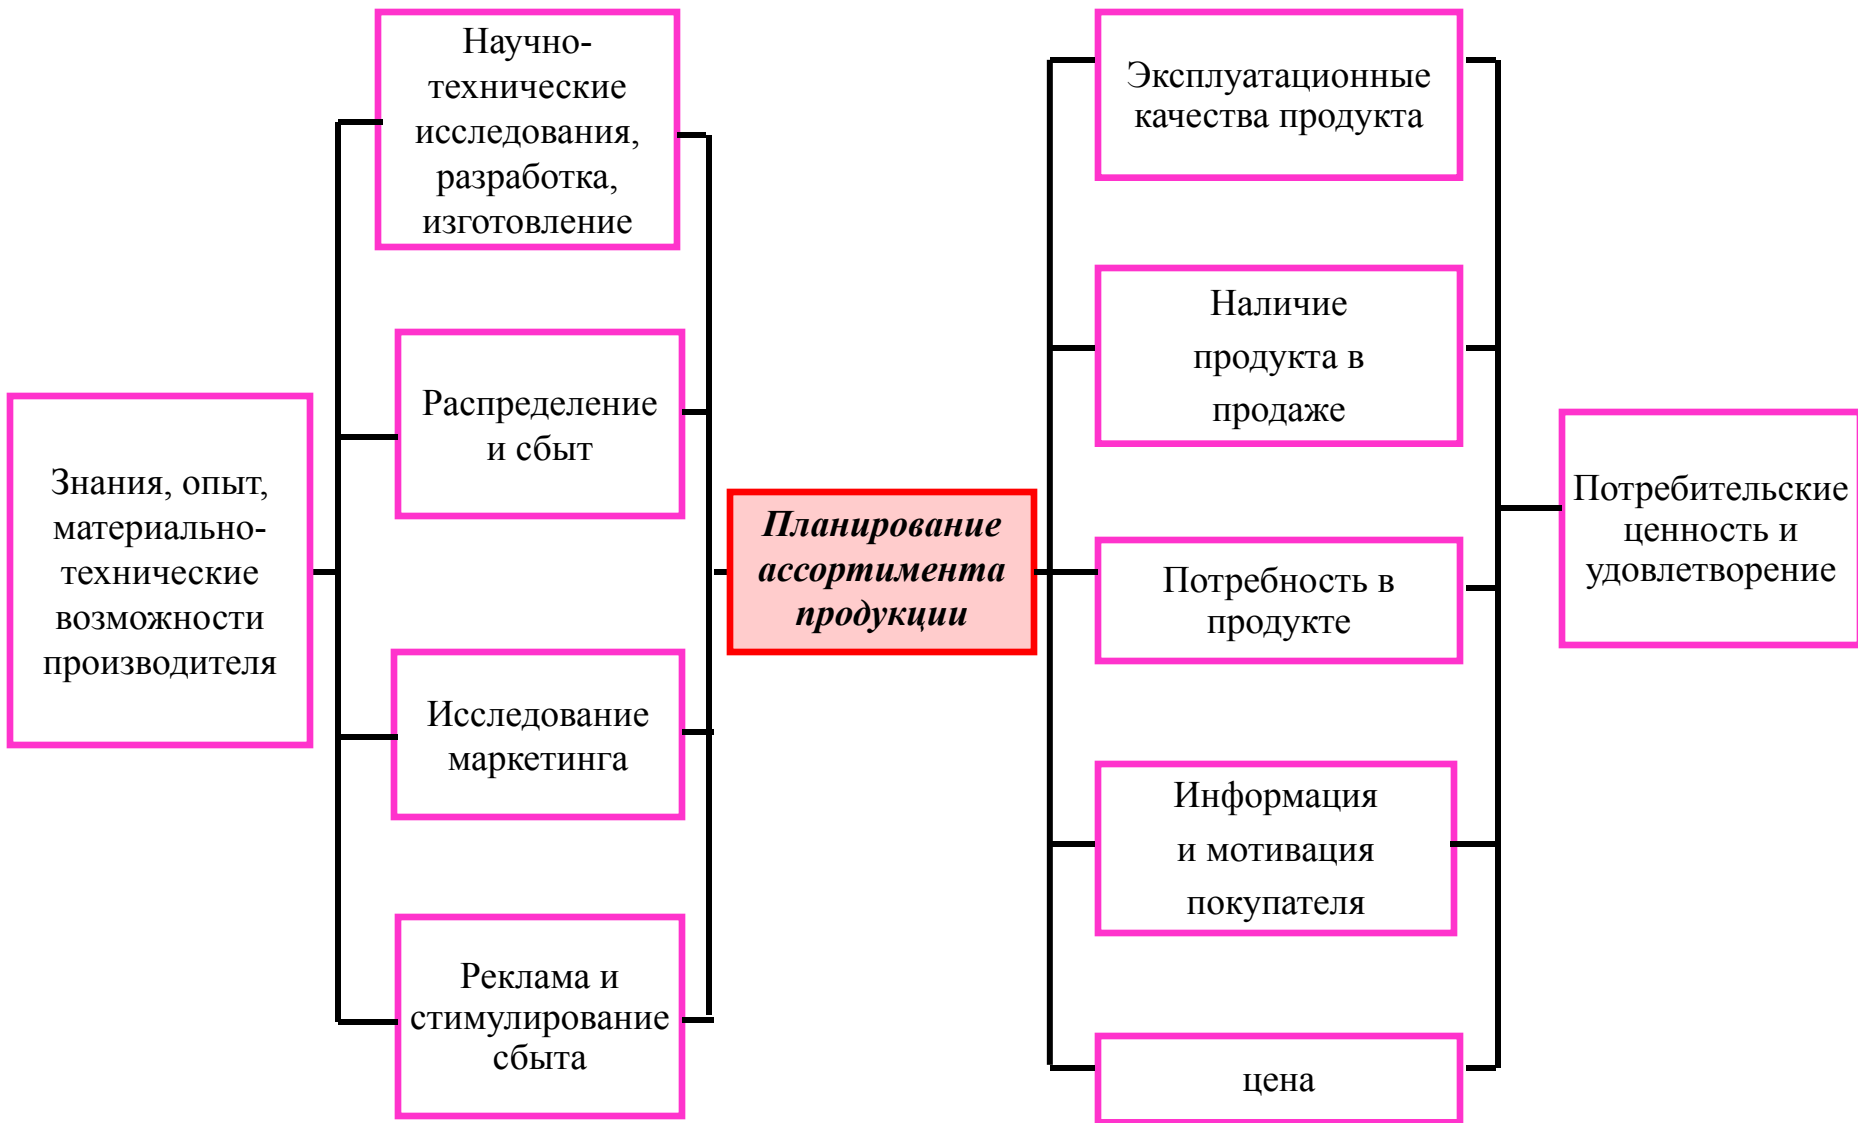 Знания, опыт,
материально-
технические
возможности
производителя
Научно-
технические
исследования,
разработка,
изготовление
Распределение
и сбыт
Исследование
маркетинга
Реклама и
стимулирование
сбыта
Планирование
ассортимента
продукции
Эксплуатационные
качества продукта
Наличие
продукта в
продаже
Потребность в
продукте
Информация
и мотивация
покупателя
цена
Потребительские
ценность и
удовлетворение